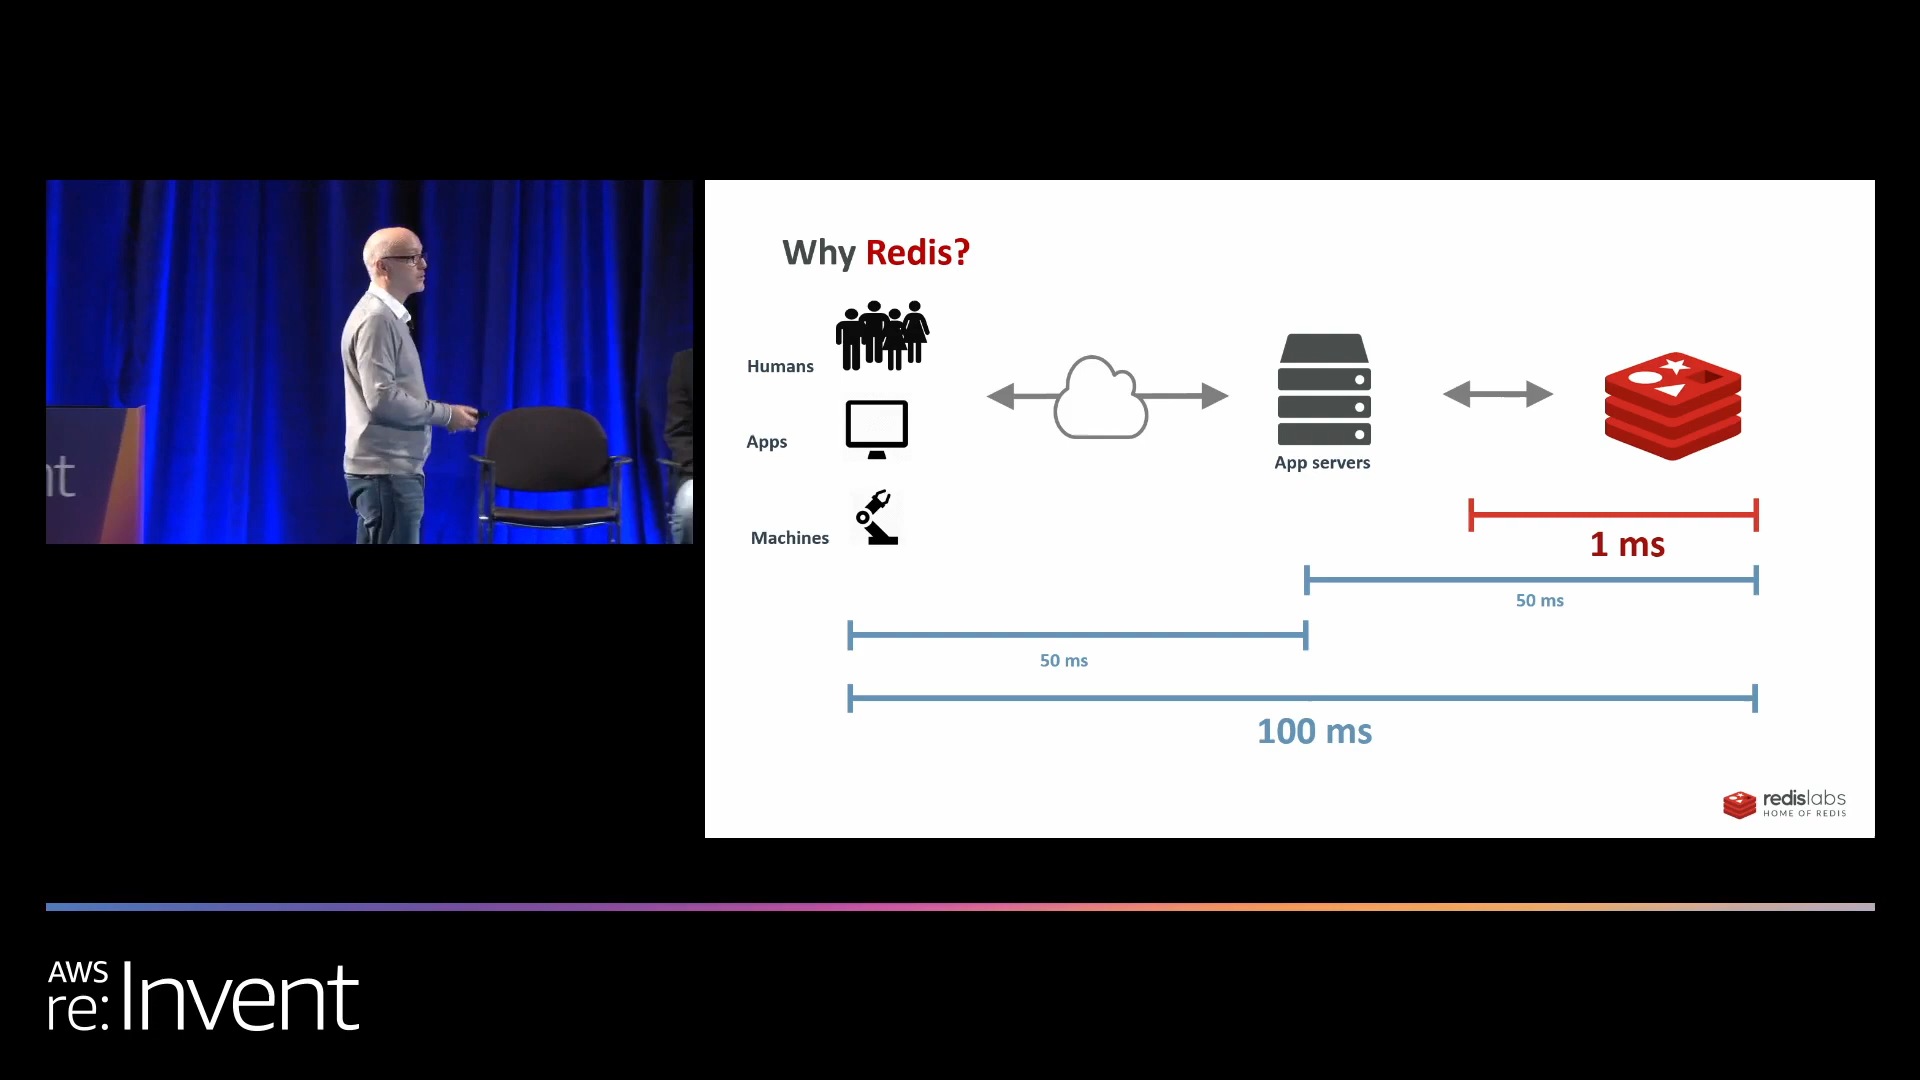 nt
Why Redis?
Humans
Apps
Machines
App servers
1 ms
50 ms
50 ms
100 ms
redislabs
HOME OF REDIS
AWS
re:Invent